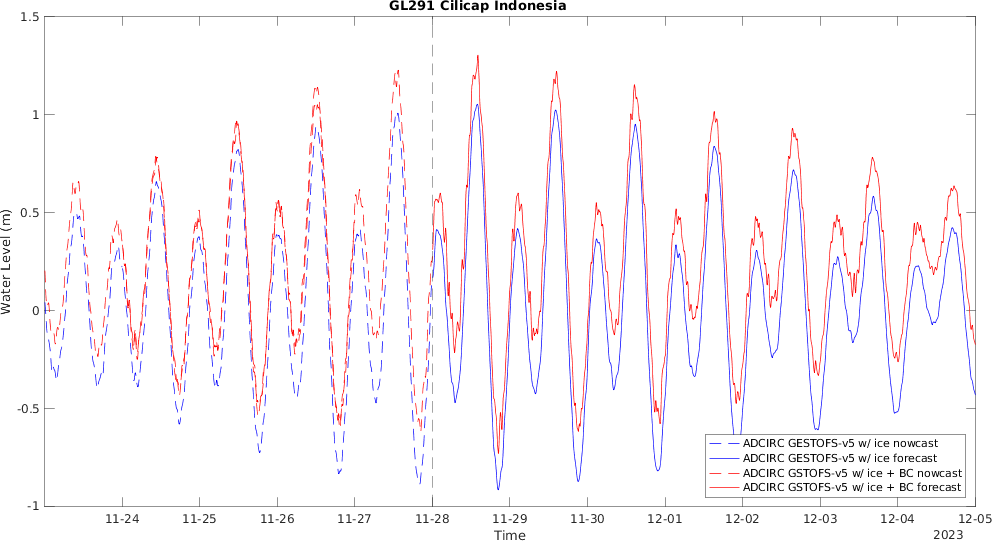 GL291 Cilicap Indonesia
1.5
1
0.5
0
-0.5
-1
Water Level (m)
ADCIRC GESTOFS-v5 w/ ice nowcast
ADCIRC GESTOFS-v5 w/ ice forecast
ADCIRC GSTOFS-v5 w/ ice + BC nowcast
ADCIRC GSTOFS-v5 w/ ice + BC forecast
11-24 11-25 11-26 11-27 11-28 11-29 11-30 12-01 12-02 12-03 12-04 12-05
Time
2023